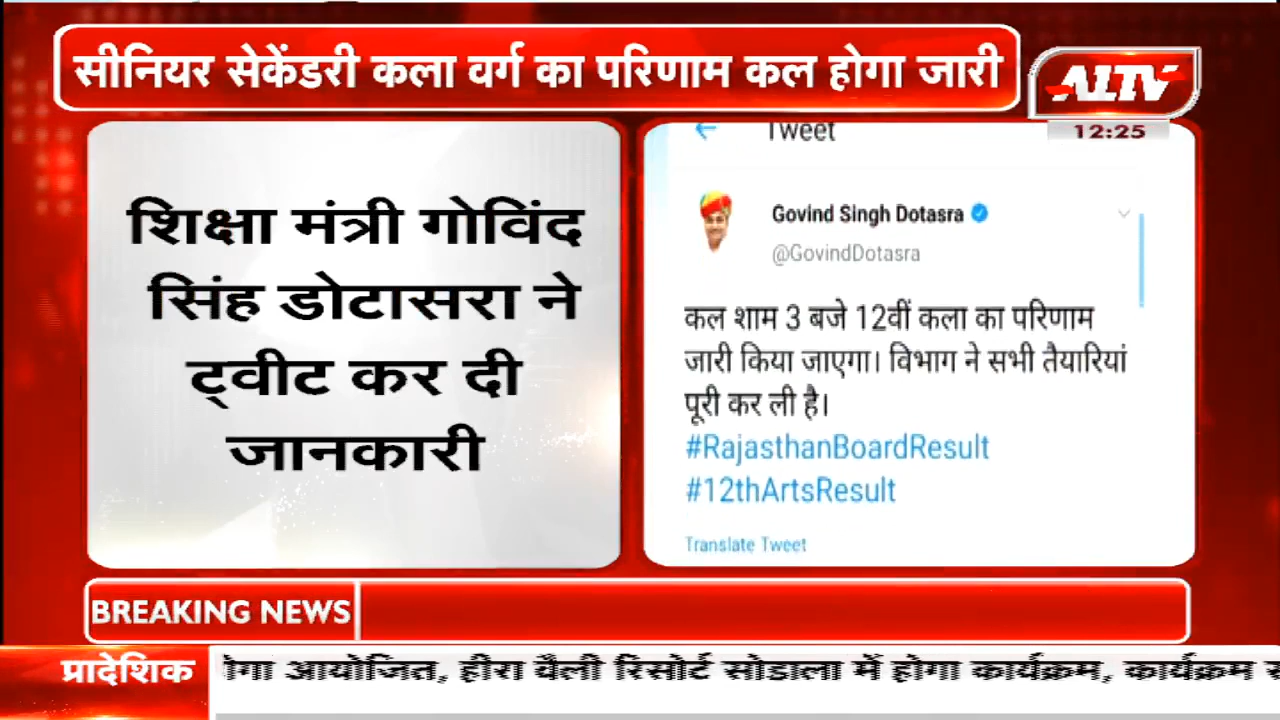 सीनियर सेकेंडरी कला वर्ग का परिणाम कल होगा जारी
ALTV
12:25
शिक्षा मंत्री गोविंद
सिंह डोटासरा ने
ट्वीट कर दी
जानकारी
Tweet
Govind Singh Dotasra
@GovindDotasra
कल शाम 3 बजे 12वीं कला का परिणाम
जारी किया जाएगा। विभाग ने सभी तैयारियां
पूरी कर ली है।
#RajasthanBoardResult
#12thArtsResult
Translate Tweet
BREAKING NEWS
प्रादेशिक
आयोजित, हीरा वैली रिसोर्ट सोडाला में होगा कार्यक्रम, कार्यक्रम